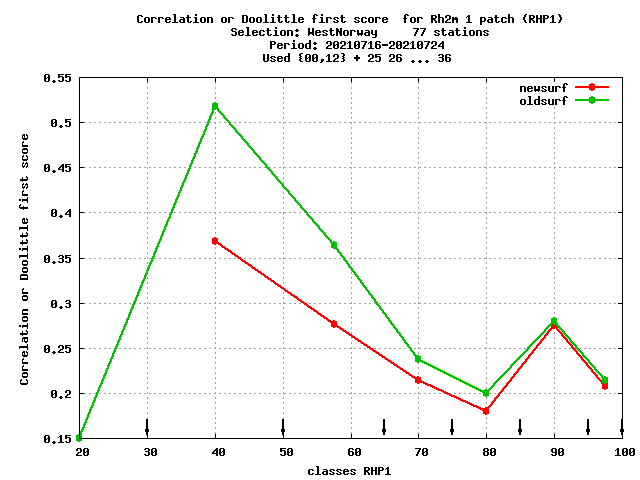 Correlation or Doolittle first score  for Rh2m 1 patch (RHP1)
Selection: WestNorway     77 stations
Period: 20210716-20210724
Used {00,12} + 25 26 ... 36
newsurf
oldsurf
0.55
0.5
0.45
0.4
0.35
0.3
0.25
0.2
0.15
Correlation or Doolittle first score
20 30 40 50 60 70 80 90 100
classes RHP1